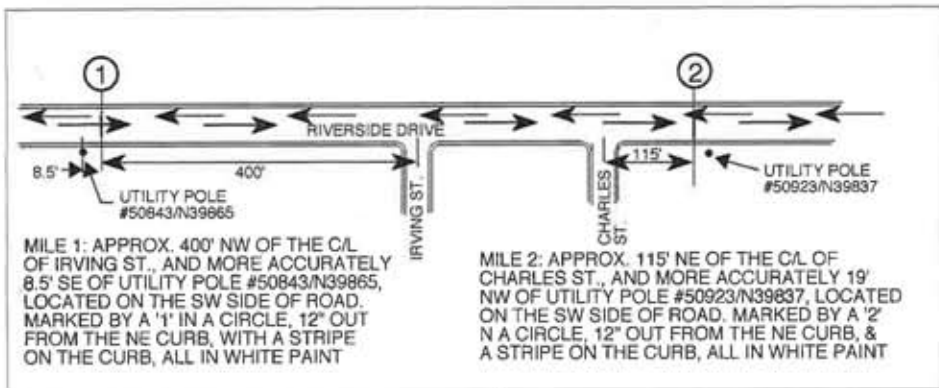 1
2
RIVERSIDE DRIVE
8.5'
400'
115'
UTILITY POLE
#50843/N39865
IRVING ST.
CHARLES
ST.
UTILITY POLE
#50923/N39837
MILE 1: APPROX. 400' NW OF THE C/L
OF IRVING ST., AND MORE ACCURATELY
8.5' SE OF UTILITY POLE #50843/N39865,
LOCATED ON THE SW SIDE OF ROAD.
MARKED BY A '1' IN A CIRCLE, 12" OUT
FROM THE NE CURB, WITH A STRIPE
ON THE CURB, ALL IN WHITE PAINT
MILE 2: APPROX. 115' NE OF THE C/L OF
CHARLES ST., AND MORE ACCURATELY 19'
NW OF UTILITY POLE #50923/N39837, LOCATED
ON THE SW SIDE OF ROAD. MARKED BY A '2'
N A CIRCLE, 12" OUT FROM THE NE CURB, &
A STRIPE ON THE CURB, ALL IN WHITE PAINT